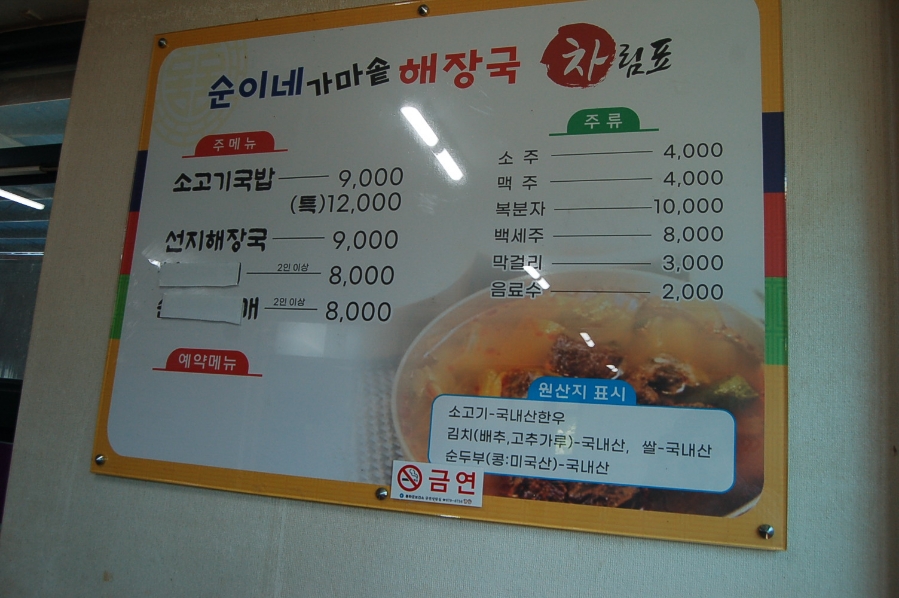 순이네가마솥 해장국 차림표
주메뉴
소고기국밥 9,000
(특)12,000
선지해장국 9,000
2인 이상 8,000
2인 이상 8,000
예약메뉴
주류
소주 4,000
맥주 4,000
복분자 10,000
백세주 8,000
막걸리 3,000
음료수 2,000
원산지 표시
소고기-국내산한우
김치(배추,고추가루)-국내산, 쌀-국내산
순두부(콩:미국산)-국내산
금연